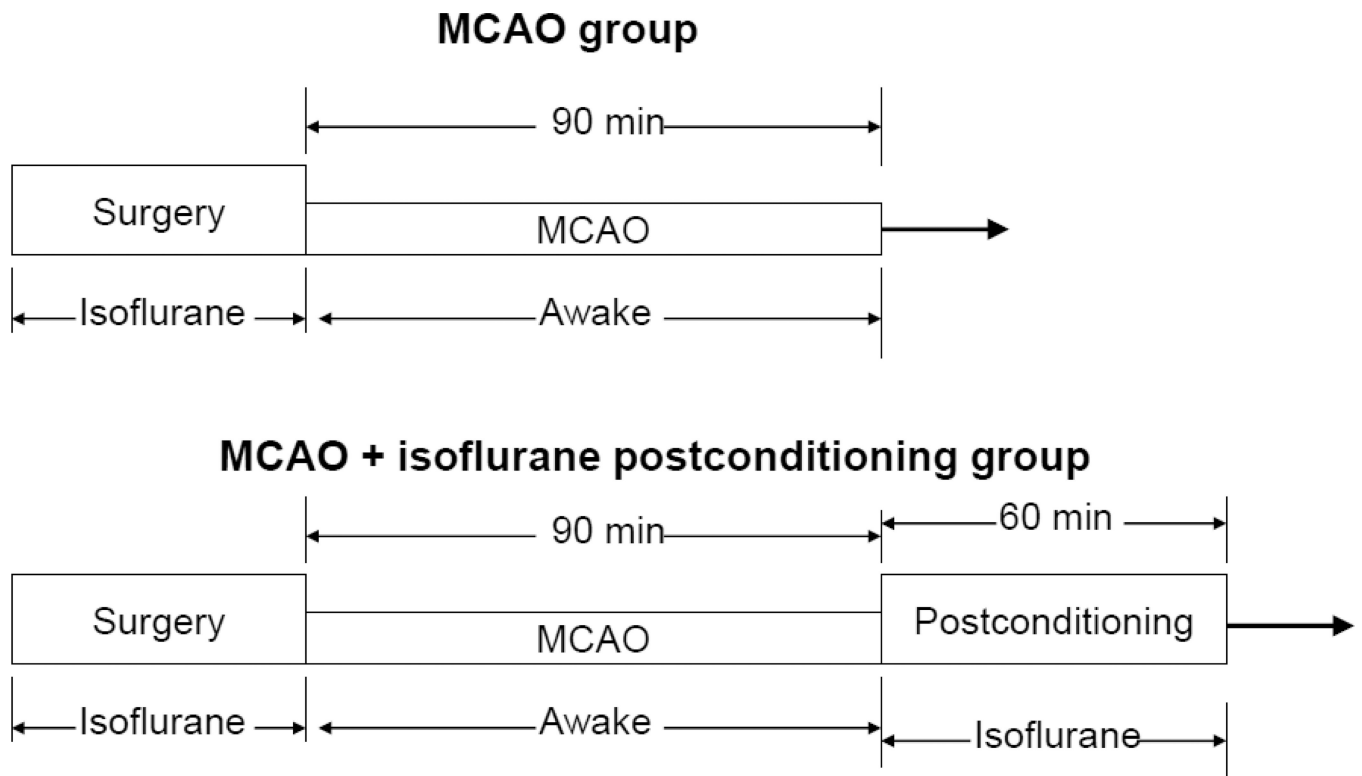 MCAO group
90 min
Surgery
MCAO
Isoflurane
Awake
MCAO + isoflurane postconditioning group
90 min
60 min
Surgery
MCAO
Postconditioning
Isoflurane
Awake
Isoflurane